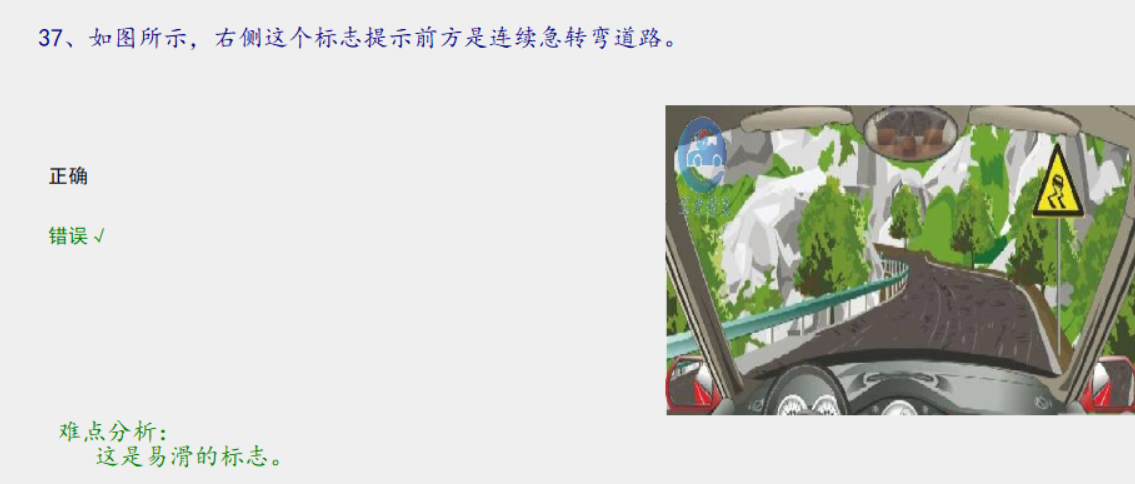 37、如图所示，右侧这个标志提示前方是连续急转弯道路。
正确
错误 √
难点分析：
这是易滑的标志。